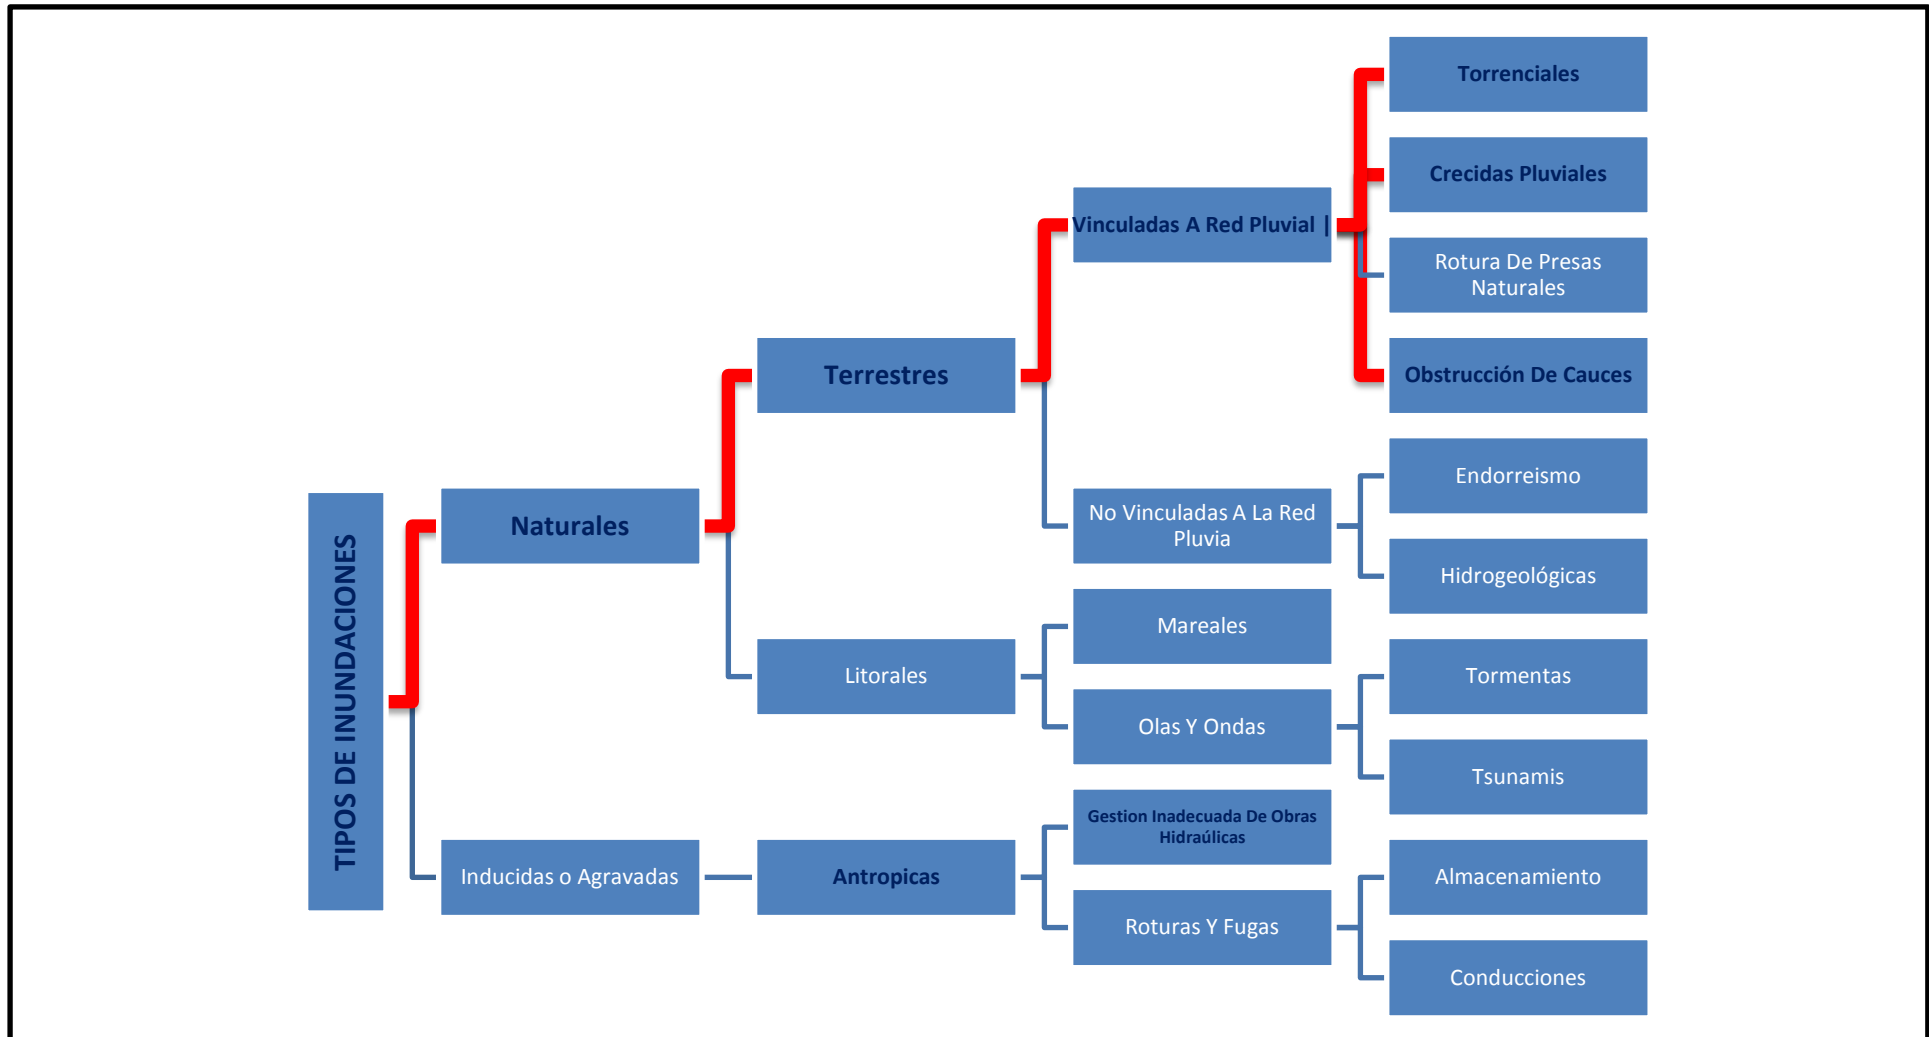 TIPOS DE INUNDACIONES
Naturales
Inducidas o Agravadas
Terrestres
Litorales
Antropicas
Vinculadas A Red Pluvial |
No Vinculadas A La Red
Pluvia
Mareales
Olas Y Ondas
Gestion Inadecuada De Obras
Hidraúlicas
Roturas Y Fugas
Torrenciales
Crecidas Pluviales
Rotura De Presas
Naturales
Obstrucción De Cauces
Endorreismo
Hidrogeológicas
Tormentas
Tsunamis
Almacenamiento
Conducciones